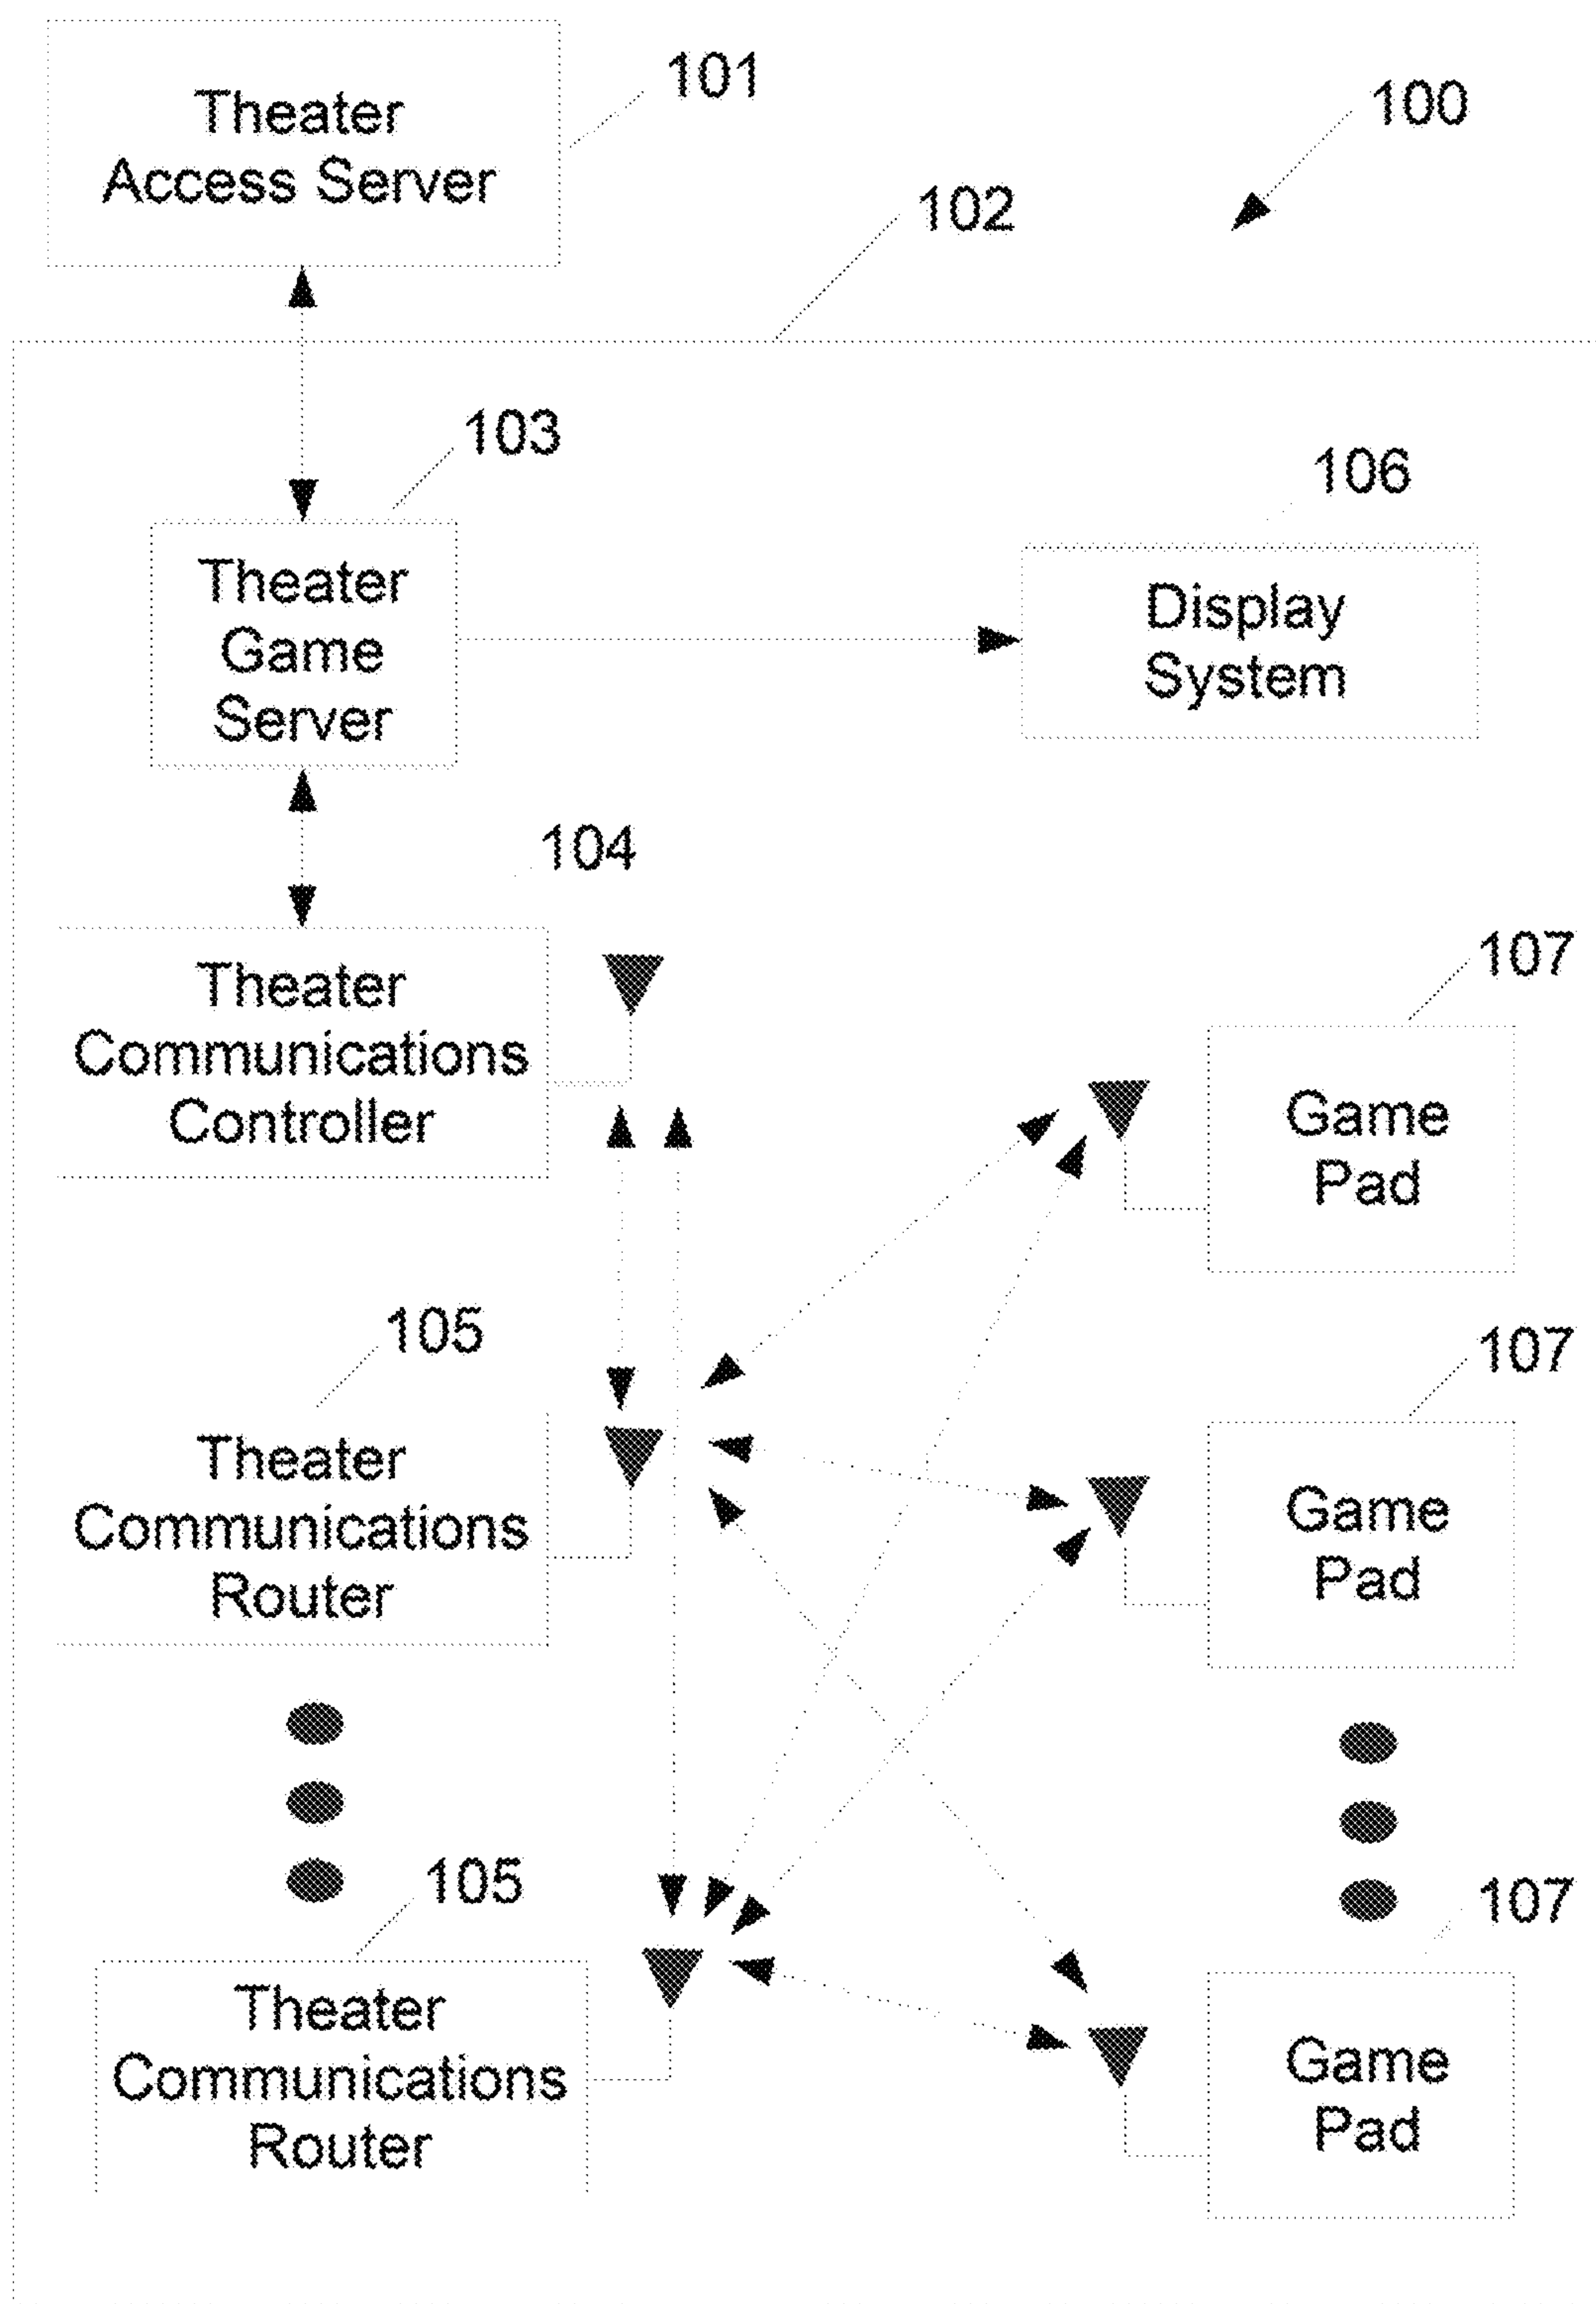 101
Theater
Access Server
100
102
103
Theater
Game
Server
106
Display
System
104
Theater
Communications
Controller
107
Game
Pad
105
Theater
Communications
Router
107
Game
Pad
105
Theater
Communications
Router
107
Game
Pad